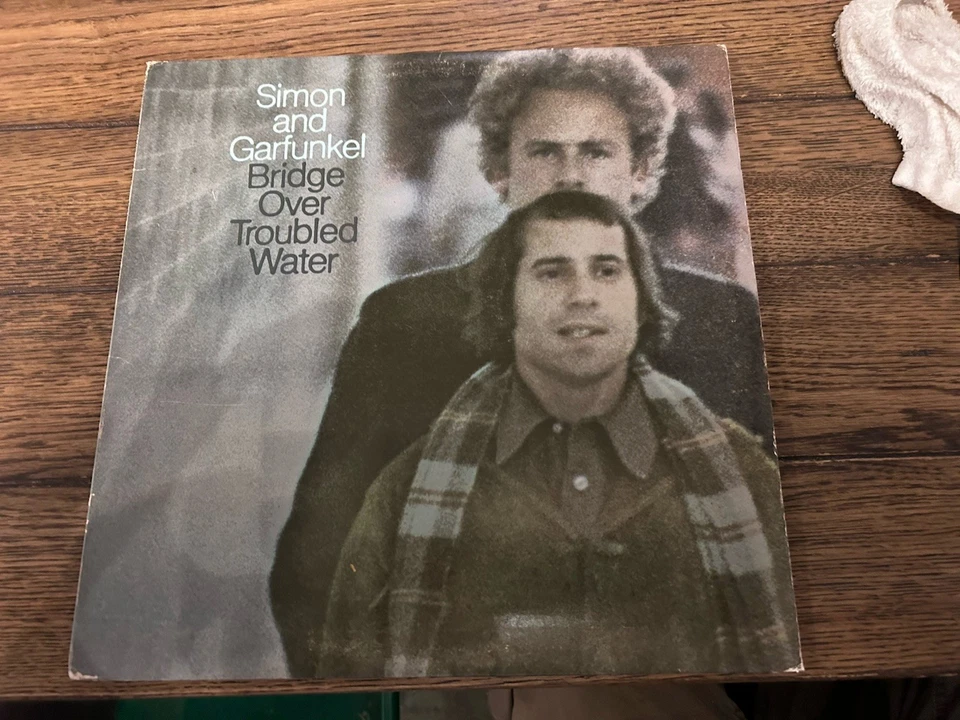 Simon
and
Garfunkel
Bridge
Over
Troubled
Water